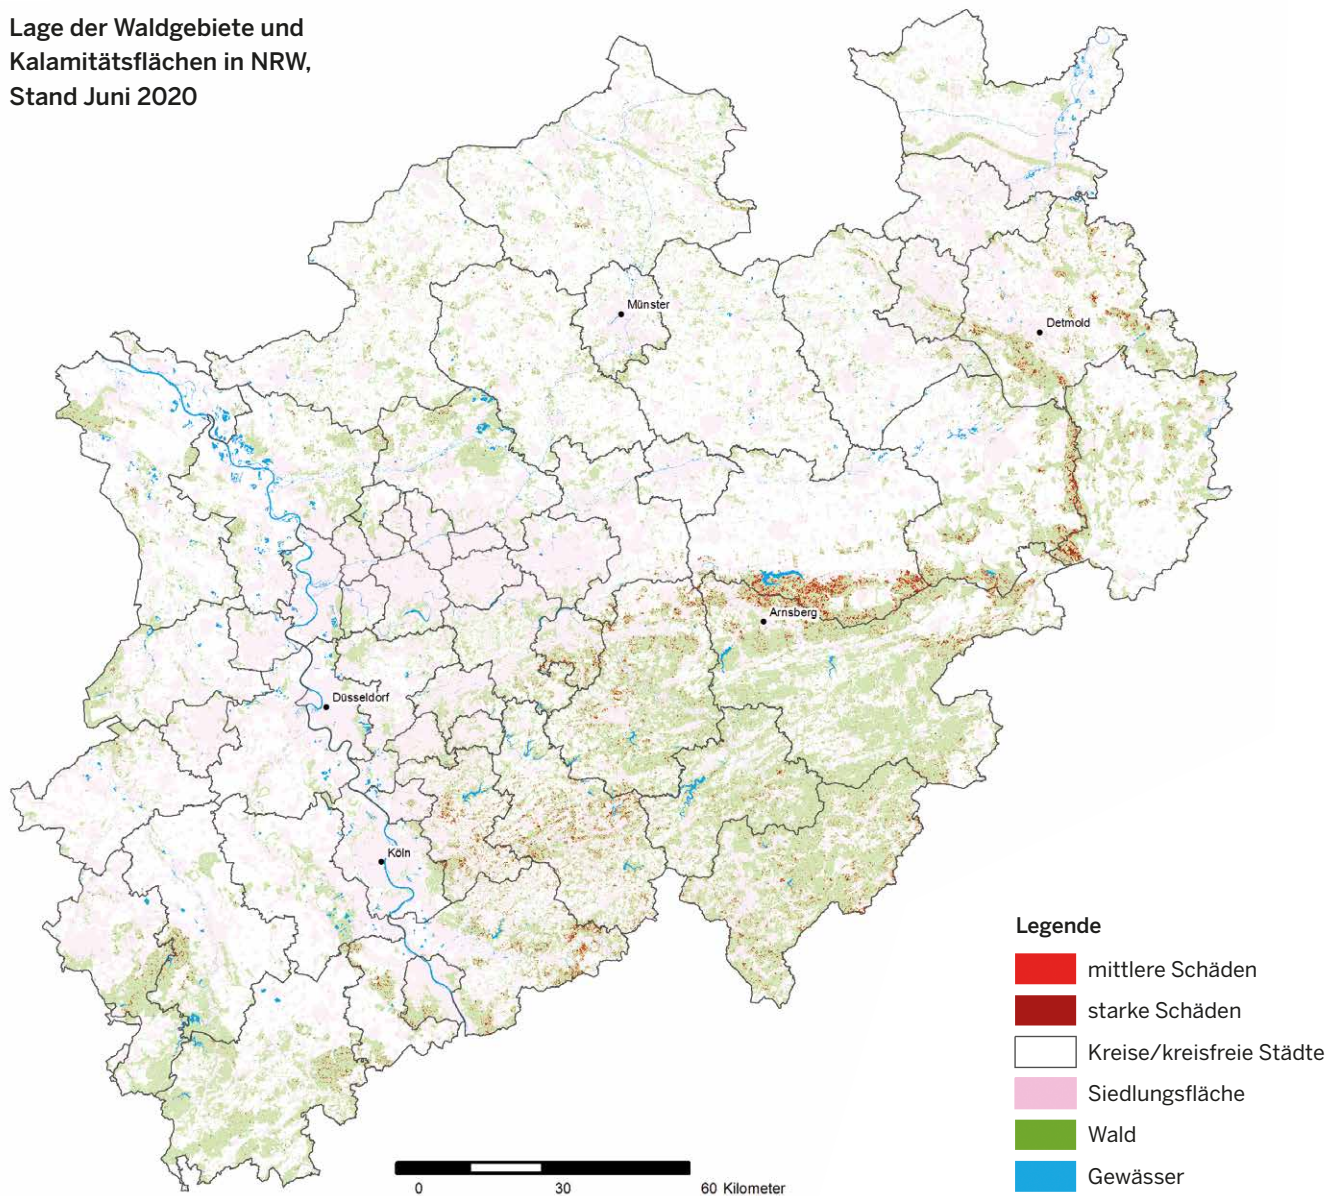 Lage der Waldgebiete und
Kalamitätsflächen in NRW,
Stand Juni 2020
Münster
Detmold
Arnsberg
Düsseldorf
Köln
Legende
mittlere Schäden
starke Schäden
Kreise/kreisfreie Städte
Siedlungsfläche
Wald
Gewässer
0 30 60 Kilometer